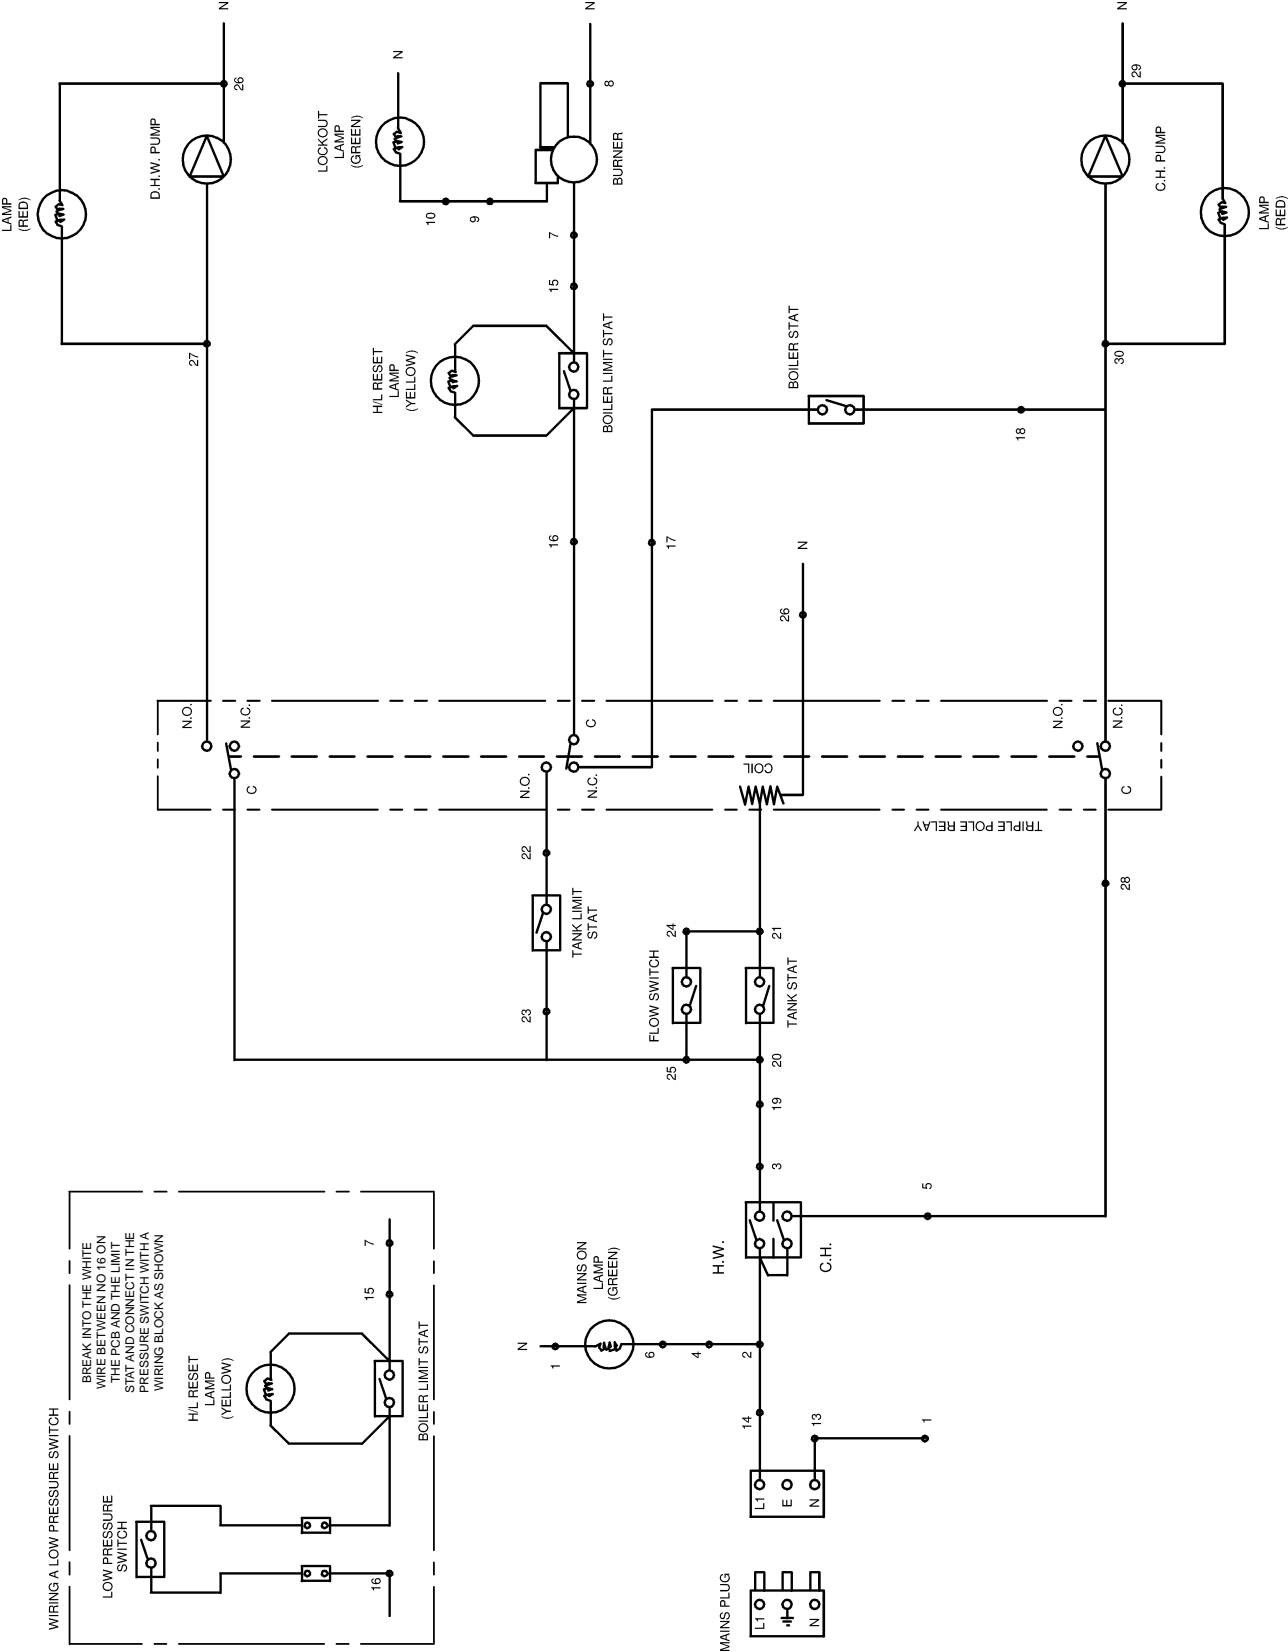 N
26
D.H.W. PUMP
LAMP
(RED)
27
N
LOCKOUT
LAMP
(GREEN)
10
9
N
8
BURNER
7
15
H/L RESET
LAMP
(YELLOW)
BOILER LIMIT STAT
16
N
29
C.H. PUMP
LAMP
(RED)
30
BOILER STAT
18
17
N
26
N.O.
N.C.
C
N.O.
N.C.
C
COIL
N.O.
N.C.
C
TRIPLE POLE RELAY
22
TANK LIMIT
STAT
23
24
21
FLOW SWITCH
TANK STAT
25
20
19
3
28
5
H.W.
C.H.
MAINS ON
LAMP
(GREEN)
N
1
6
4
2
14
13
1
L1
E
N
MAINS PLUG
L1
N
WIRING A LOW PRESSURE SWITCH
BREAK INTO THE WHITE
WIRE BETWEEN NO 16 ON
THE PCB AND THE LIMIT
STAT AND CONNECT IN THE
PRESSURE SWITCH WITH A
WIRING BLOCK AS SHOWN
7
15
H/L RESET
LAMP
(YELLOW)
BOILER LIMIT STAT
LOW PRESSURE
SWITCH
16